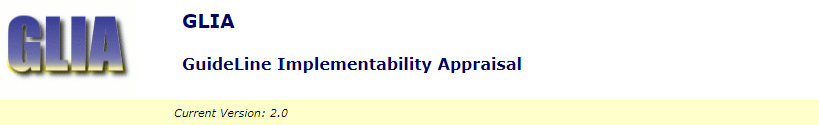 GLIA
GLIA
GuideLine Implementability Appraisal
Current Version: 2.0